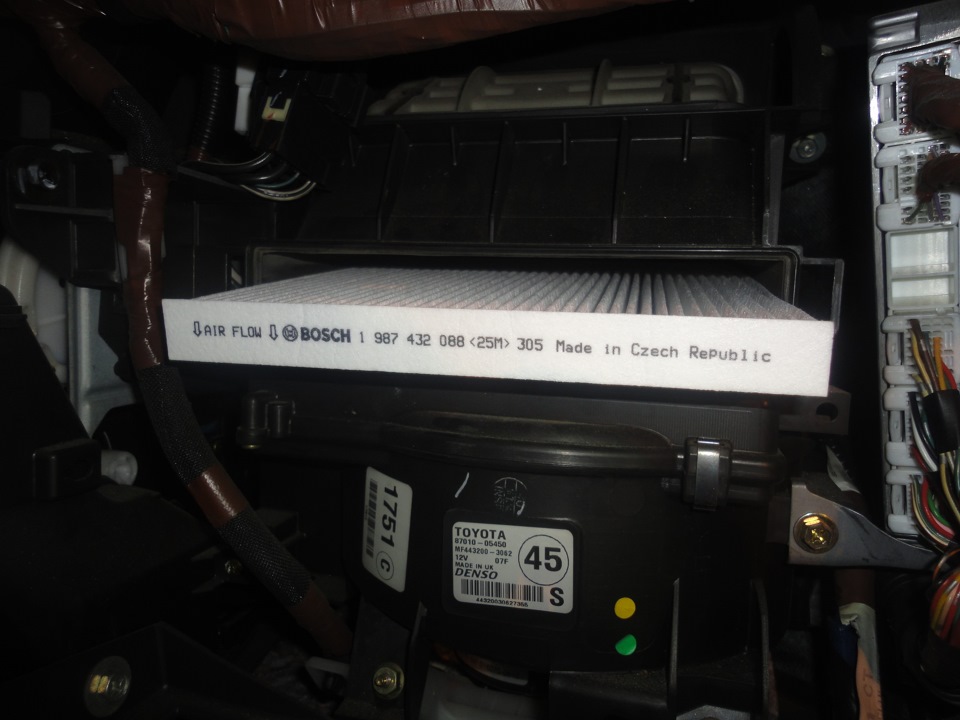 ⇩AIR FLOW⇩ BOSCH 1 987 432 088 <25M> 305 Made in Czech Republic
1751
C
TOYOTA
87010-05450
MF443200-3062
12V 07F
MADE IN UK
DENSO
45
44320030627366
S